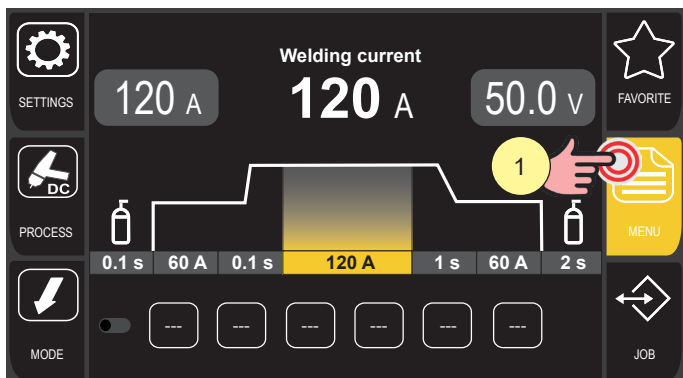 Welding current
SETTINGS
120 A
120 A
50.0 V
FAVORITE
1
DC
PROCESS
MENU
0.1 s 60 A 0.1 s 120 A 1 s 60 A 2 s
--- --- --- --- --- ---
MODE
JOB